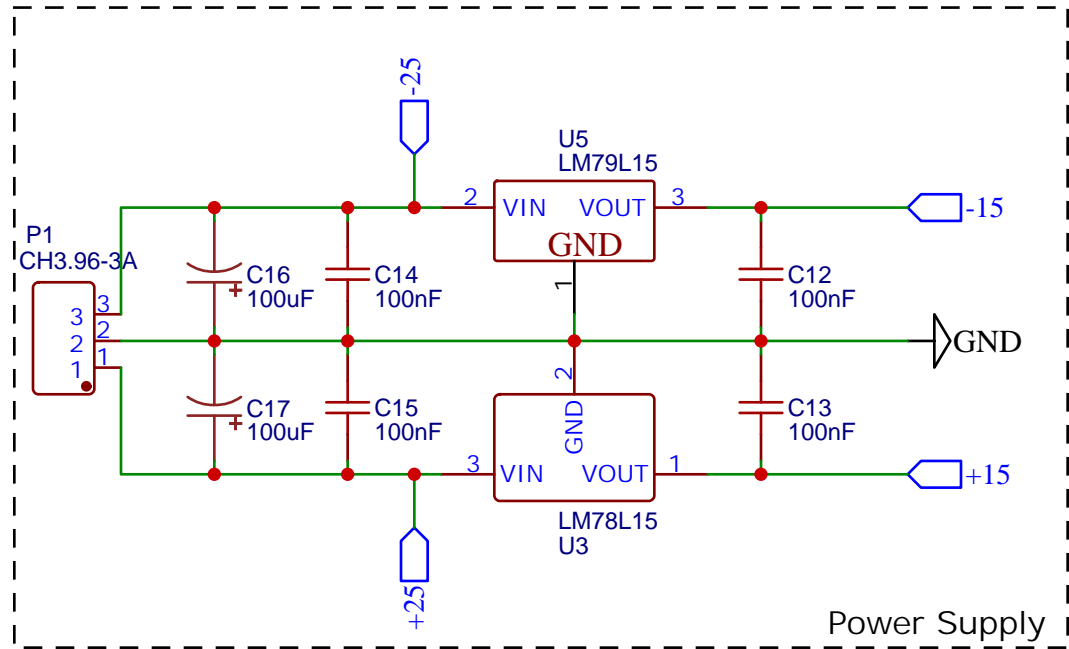 -25
U5
LM79L15
2
VIN
VOUT
3
GND
1
-15
P1
CH3.96-3A
3
3
2
2
1
1
C16
100uF
+
C14
100nF
C12
100nF
GND
C17
100uF
+
C15
100nF
C13
100nF
2
GND
3
VIN
VOUT
1
+15
LM78L15
U3
+25
Power Supply